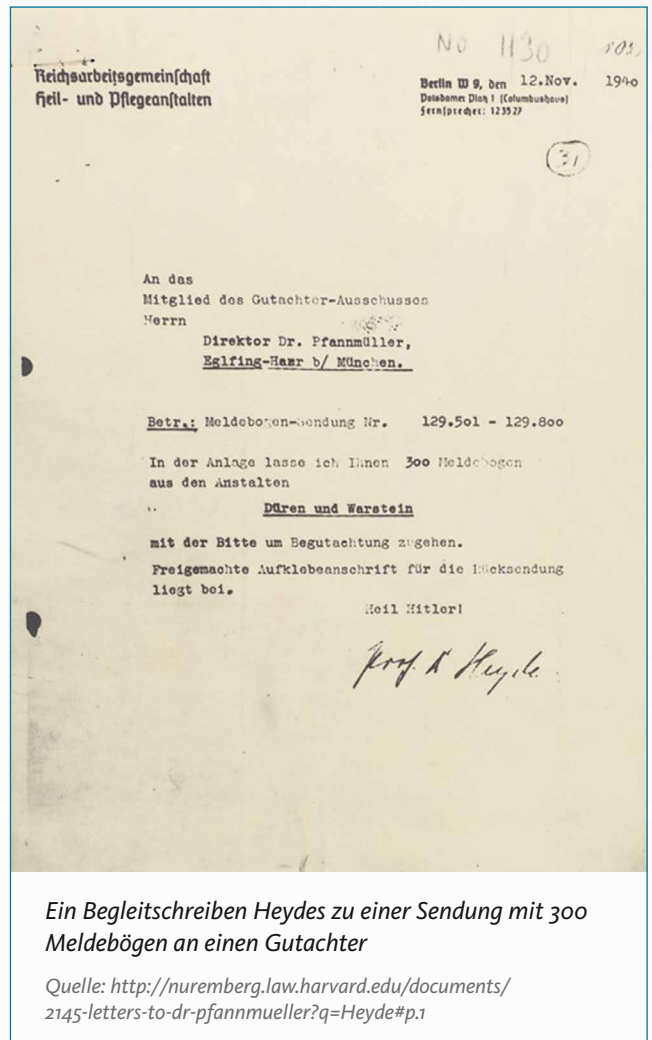 No 1130 102
Reichsarbeitsgemeinschaft
Heil- und Pflegeanstalten
Berlin W 9, den 12.Nov. 1940
Potsdamer Platz 1 (Columbushaus)
Fernsprecher: 123527
31
An das
Mitglied des Gutachter-Ausschusses
Herrn
Direktor Dr. Pfannmüller,
Eglfing-Haar b/ München.
Betr.: Meldebogen-Sendung Nr. 129.501 - 129.800
In der Anlage lasse ich Ihnen 300 Meldebogen
aus den Anstalten
Düren und Warstein
mit der Bitte um Begutachtung zugehen.
Freigemachte Aufklebeanschrift für die Rücksendung
liegt bei.
Heil Hitler!
Prof. Dr Heyde
Ein Begleitschreiben Heydes zu einer Sendung mit 300
Meldebögen an einen Gutachter
Quelle: http://nuremberg.law.harvard.edu/documents/
2145-letters-to-dr-pfannmueller?q=Heyde#p.1